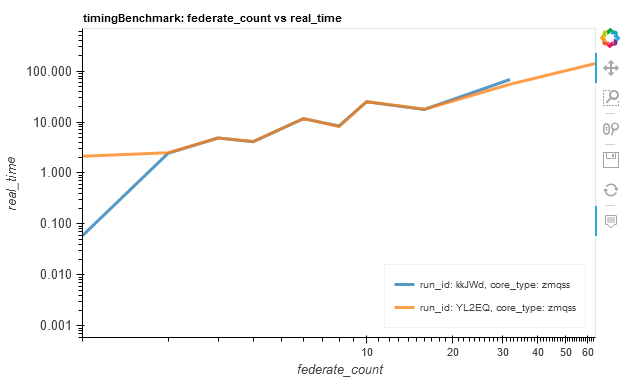 timingBenchmark: federate_count vs real_time
100.000
10.000
1.000
0.100
0.010
0.001
real_time
run_id: kkJWd, core_type: zmqss
run_id: YL2EQ, core_type: zmqss
10 20 30 40 50 60
federate_count